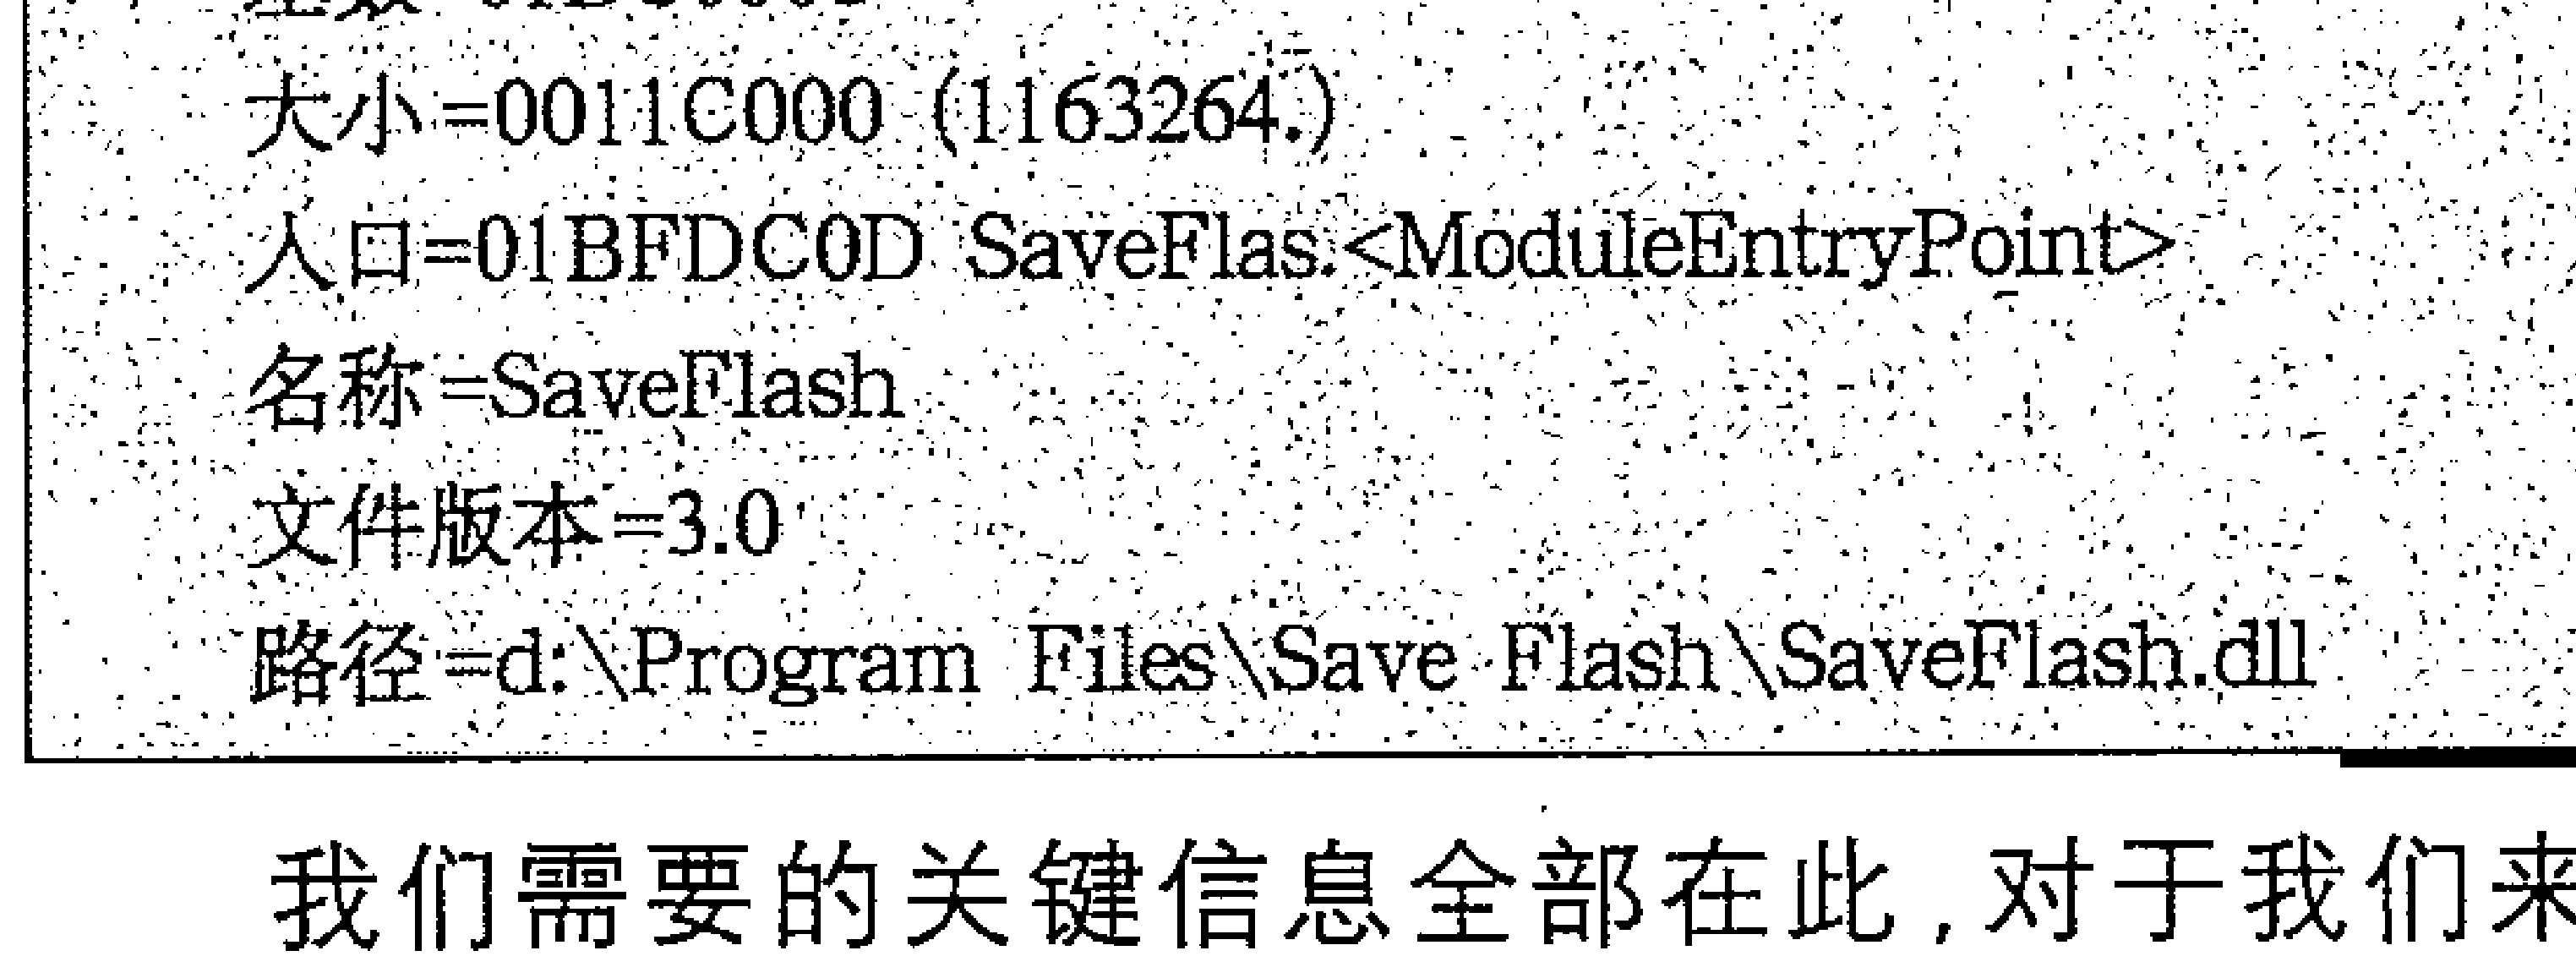 大小=0011C000 (1163264.)
入口=01BFDC0D SaveFlas.<ModuleEntryPoint>
名称=SaveFlash
文件版本=3.0
路径=d:\Program Files\Save Flash\SaveFlash.dll
我们需要的关键信息全部在此,对于我们来